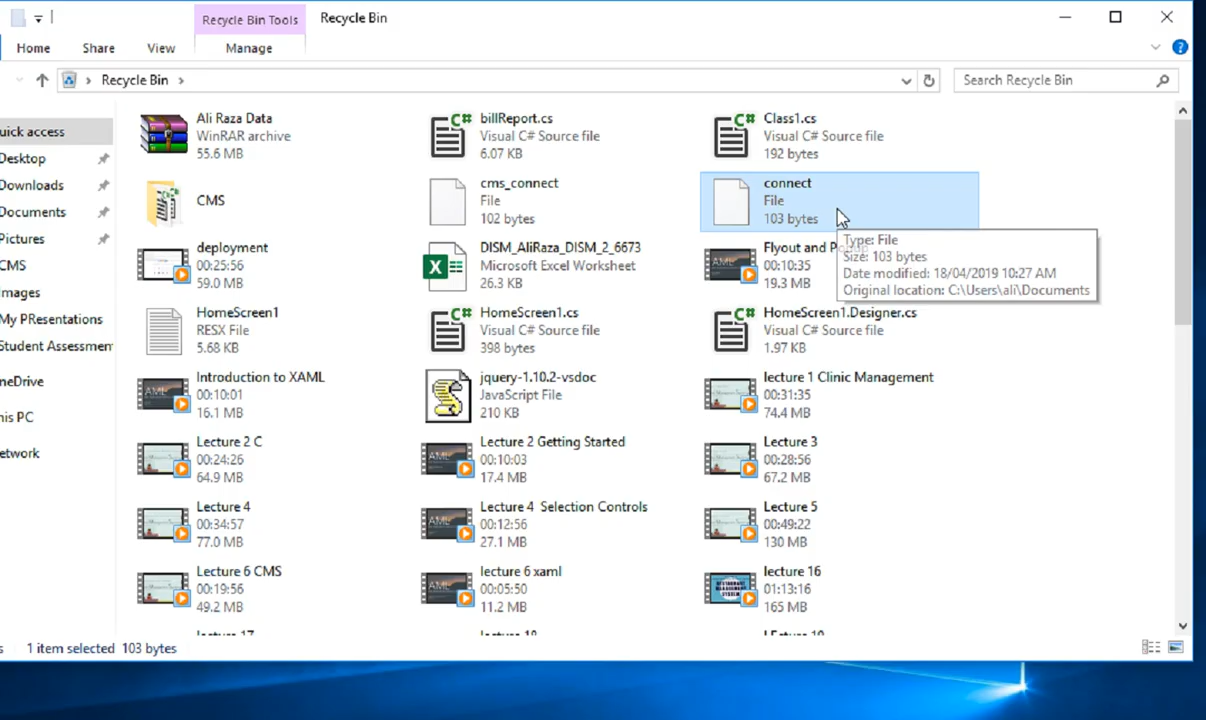 Recycle Bin Tools
Recycle Bin
Home
Share
View
Manage
Recycle Bin
Search Recycle Bin
uick access
Desktop
Downloads
Documents
Pictures
CMS
Images
My PResentations
Student Assessmen
neDrive
his PC
etwork
Ali Raza Data
WinRAR archive
55.6 MB
billReport.cs
Visual C# Source file
6.07 KB
Class1.cs
Visual C# Source file
192 bytes
CMS
cms_connect
File
102 bytes
connect
File
103 bytes
Type: File
Size: 103 bytes
Date modified: 18/04/2019 10:27 AM
Original location: C:\Users\ali\Documents
deployment
00:25:56
59.0 MB
DISM_AliRaza_DISM_2_6673
Microsoft Excel Worksheet
26.3 KB
Flyout and P
00:10:35
19.3 MB
HomeScreen1
RESX File
5.68 KB
HomeScreen1.cs
Visual C# Source file
398 bytes
HomeScreen1.Designer.cs
Visual C# Source file
1.97 KB
Introduction to XAML
00:10:01
16.1 MB
jquery-1.10.2-vsdoc
JavaScript File
210 KB
lecture 1 Clinic Management
00:31:35
74.4 MB
Lecture 2 C
00:24:26
64.9 MB
Lecture 2 Getting Started
00:10:03
17.4 MB
Lecture 3
00:28:56
67.2 MB
Lecture 4
00:34:57
77.0 MB
Lecture 4 Selection Controls
00:12:56
27.1 MB
Lecture 5
00:49:22
130 MB
Lecture 6 CMS
00:19:56
49.2 MB
lecture 6 xaml
00:05:50
11.2 MB
lecture 16
01:13:16
165 MB
lecture 17
lecture 18
1 item selected 103 bytes